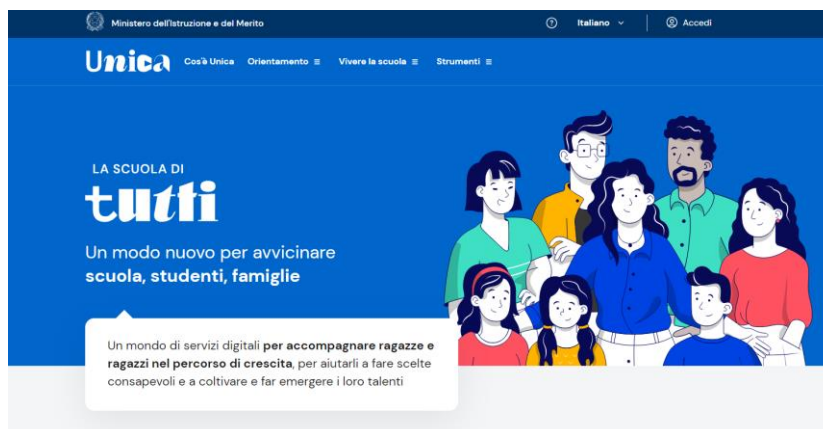 Ministero dell'Istruzione e del Merito
Italiano
Accedi
Unica
Cos'è Unica Orientamento Vivere la scuola Strumenti
LA SCUOLA DI
tutti
Un modo nuovo per avvicinare
scuola, studenti, famiglie
Un mondo di servizi digitali per accompagnare ragazze e
ragazzi nel percorso di crescita, per aiutarli a fare scelte
consapevoli e a coltivare e far emergere i loro talenti